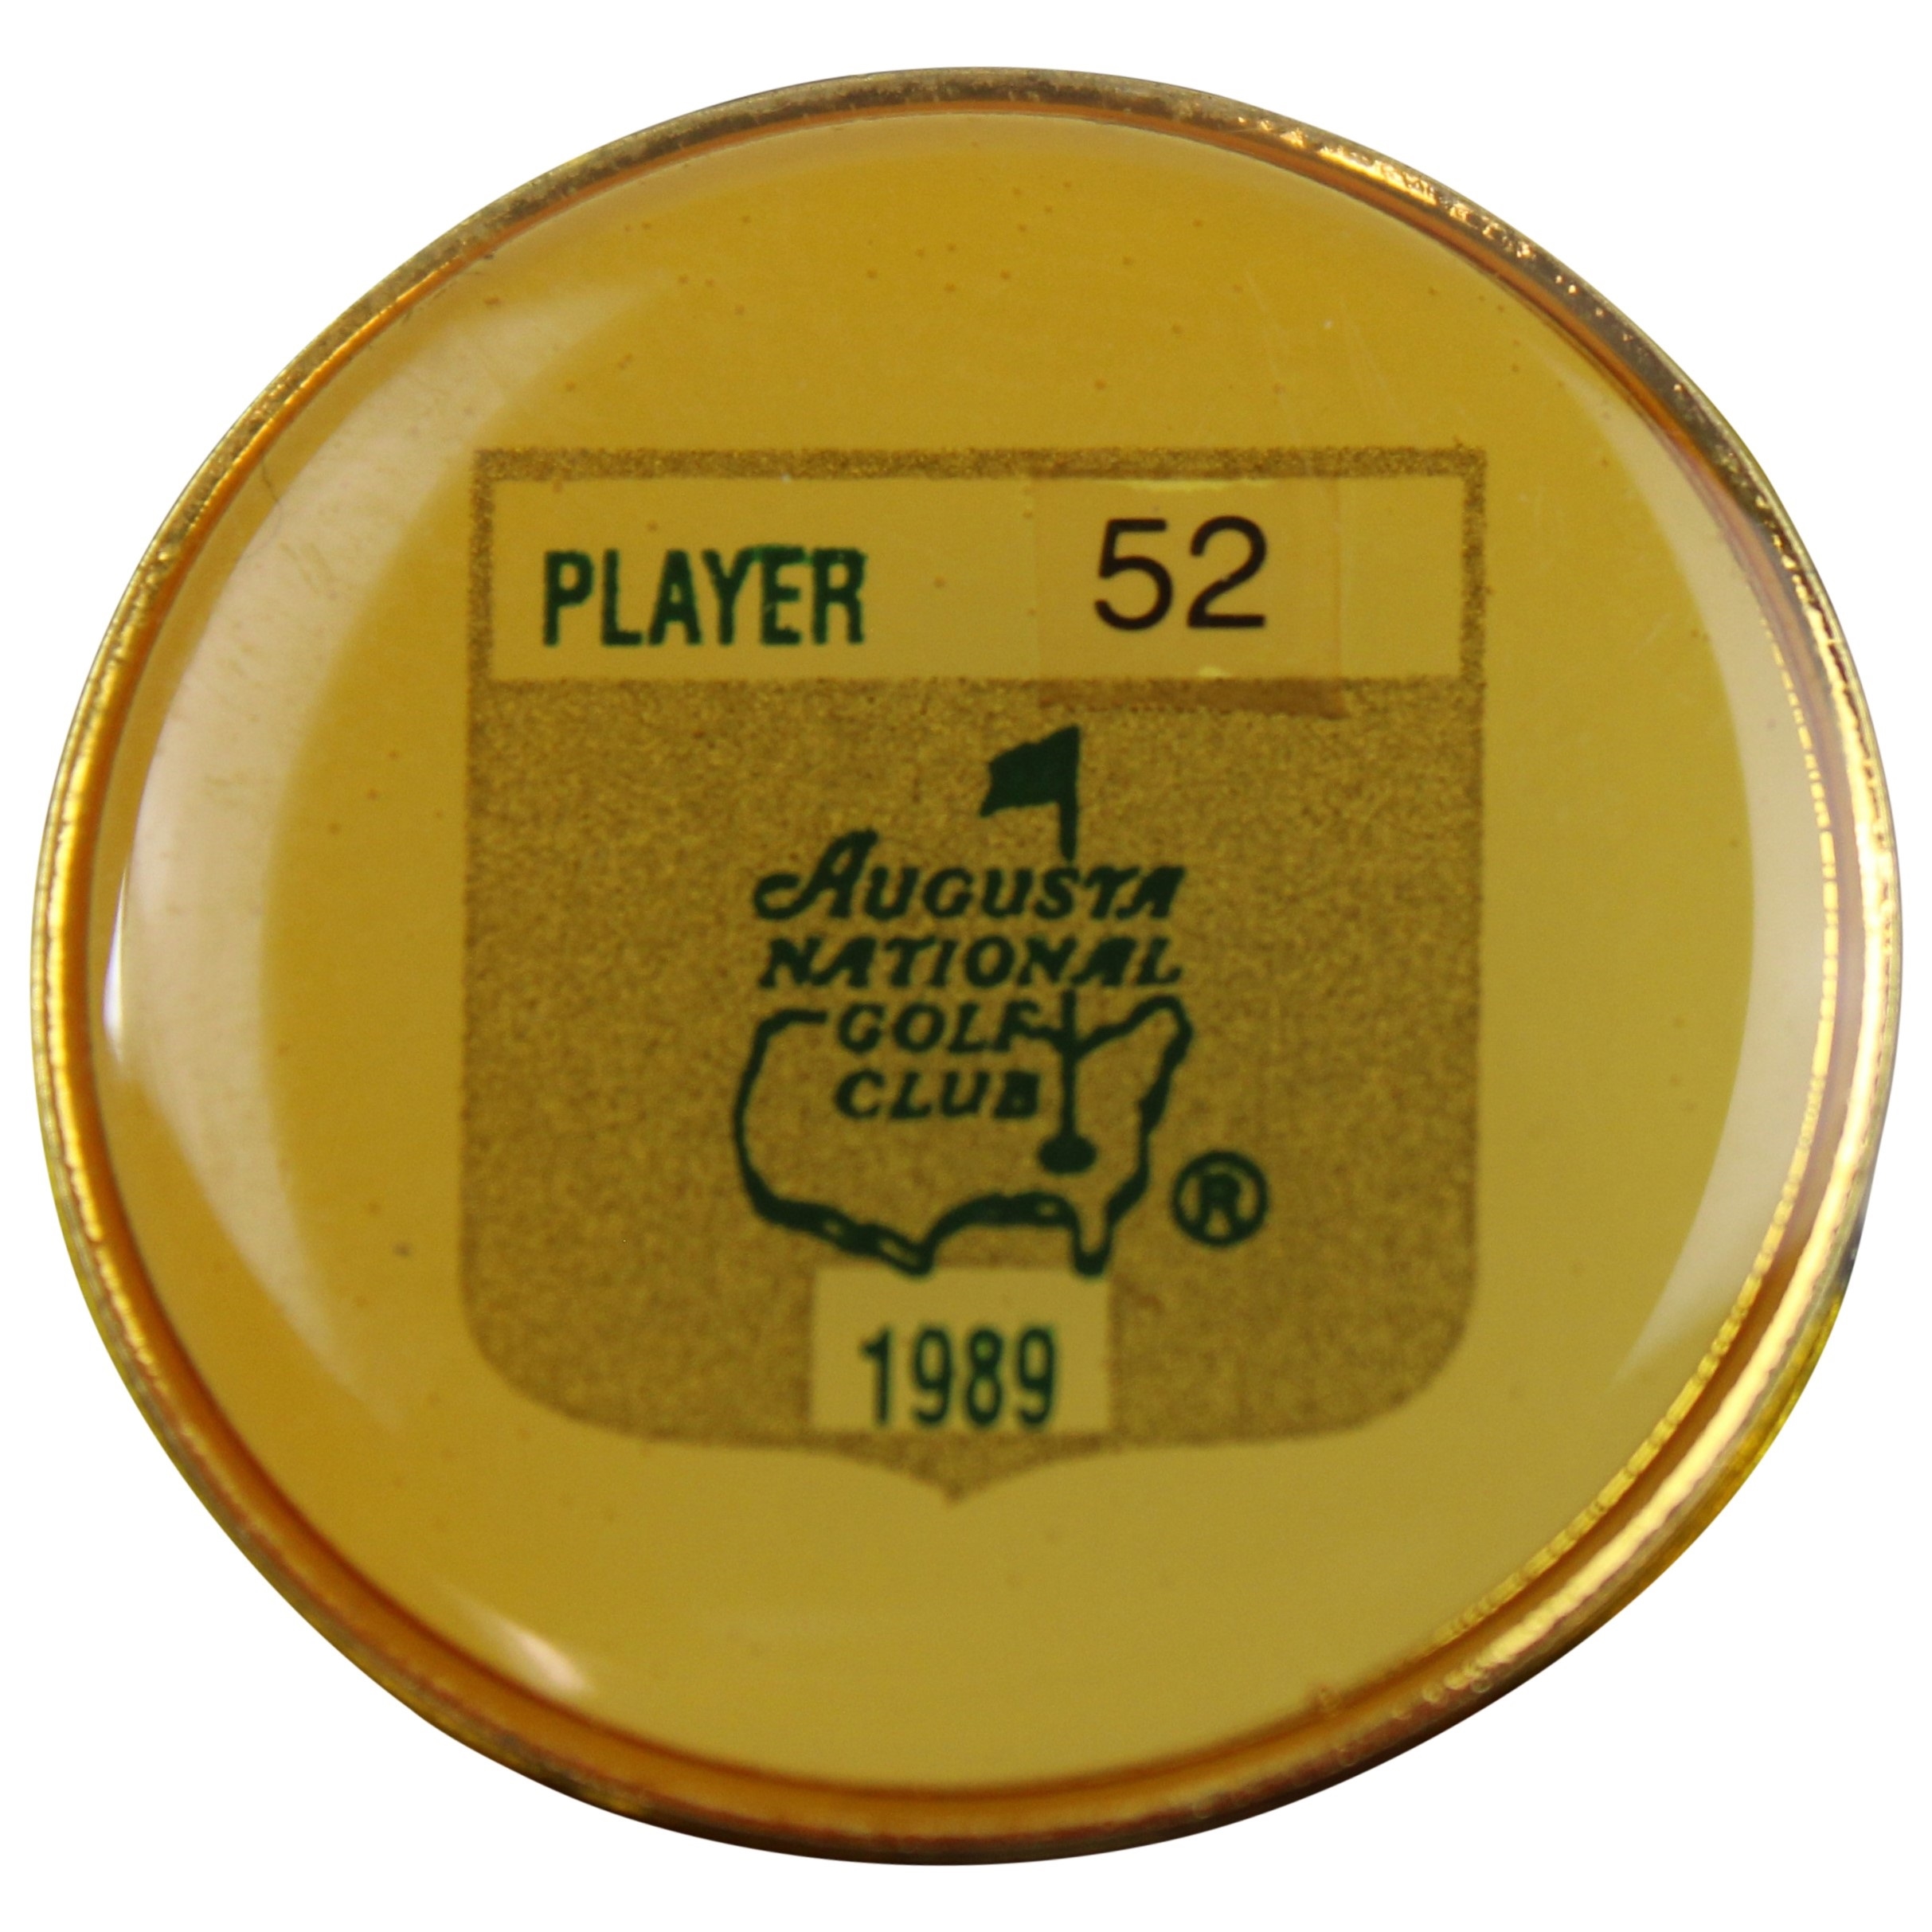 PLAYER 52
AUGUSTA
NATIONAL
GOLF
CLUB
®
1989